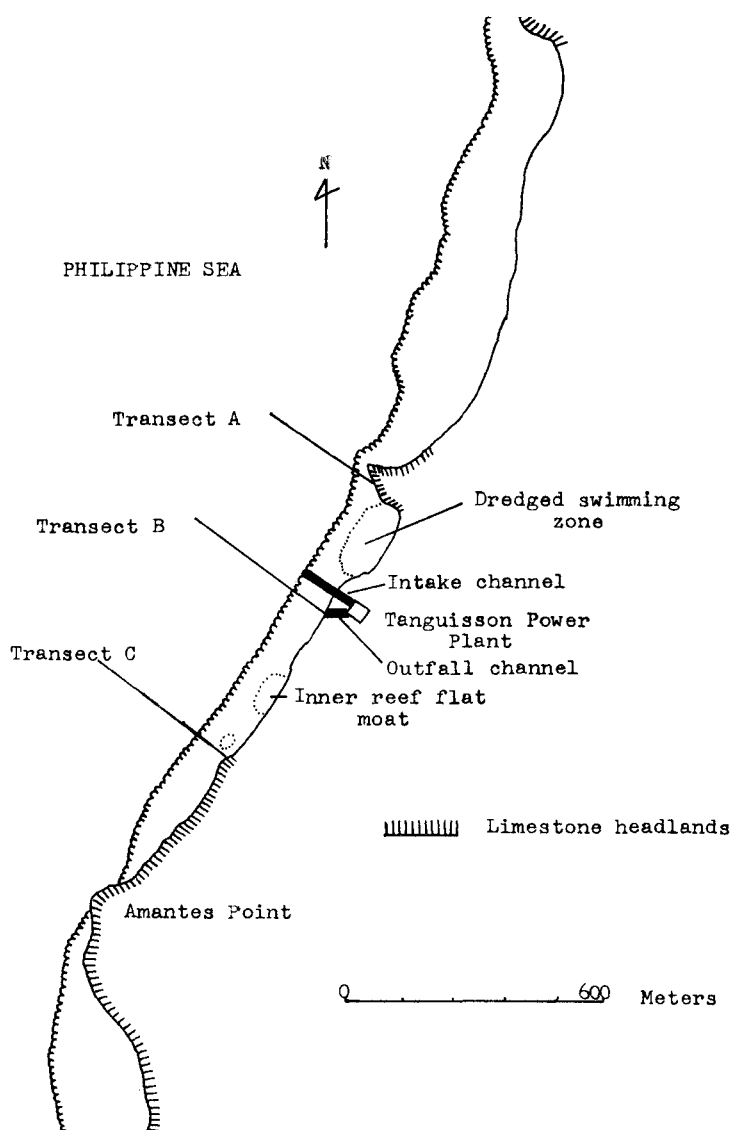 N
PHILIPPINE SEA
Transect A
Dredged swimming
zone
Transect B
Intake channel
Tanguisson Power
Plant
Transect C
Outfall channel
Inner reef flat
moat
Limestone headlands
Amantes Point
0 600 Meters